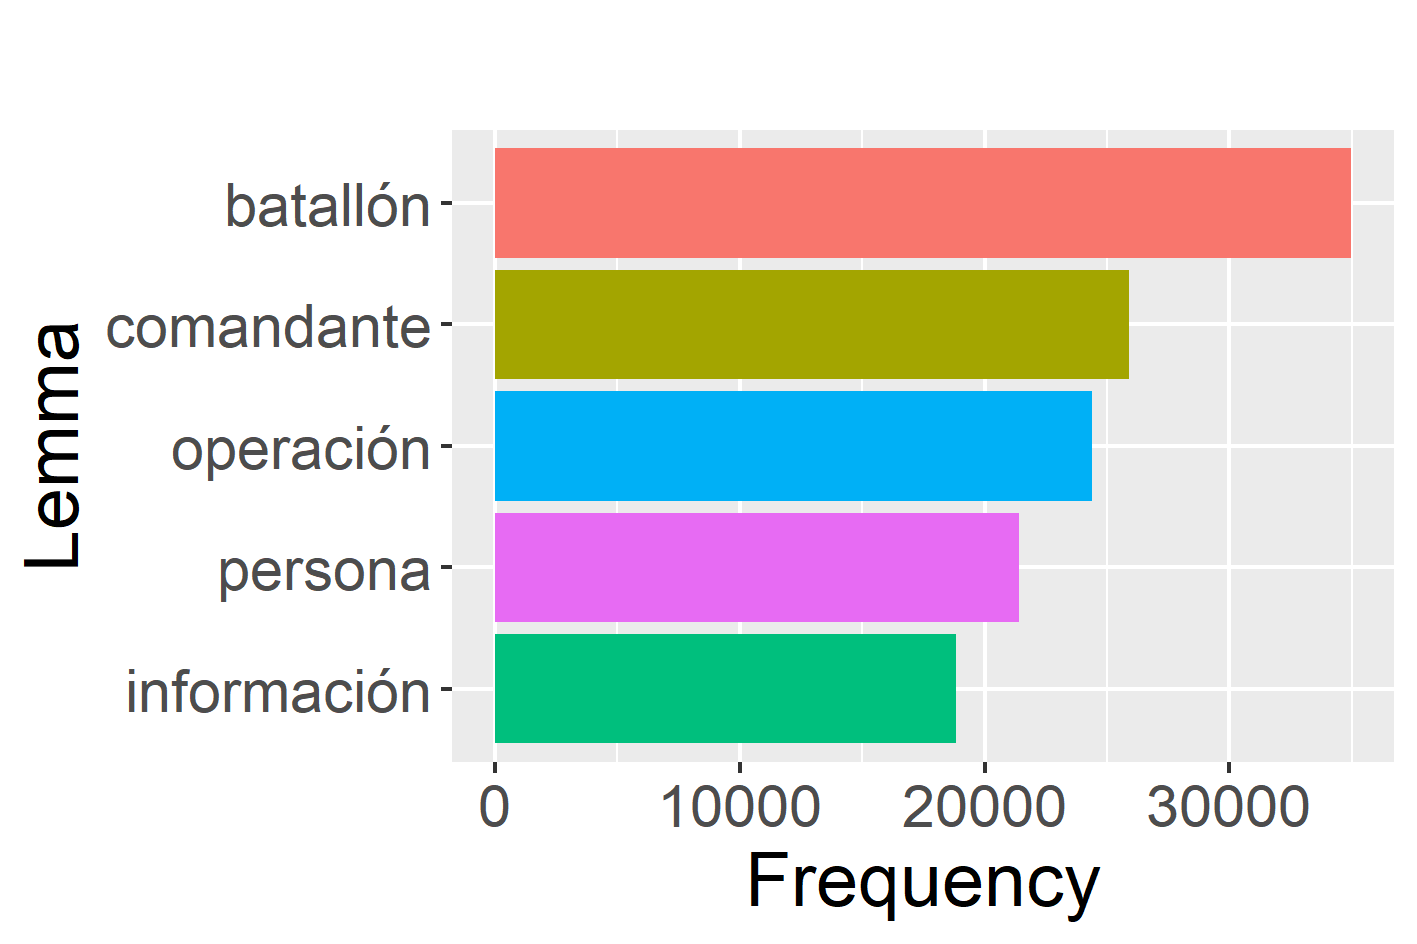 batallón
comandante
operación
persona
información
Lemma
0 10000 20000 30000
Frequency